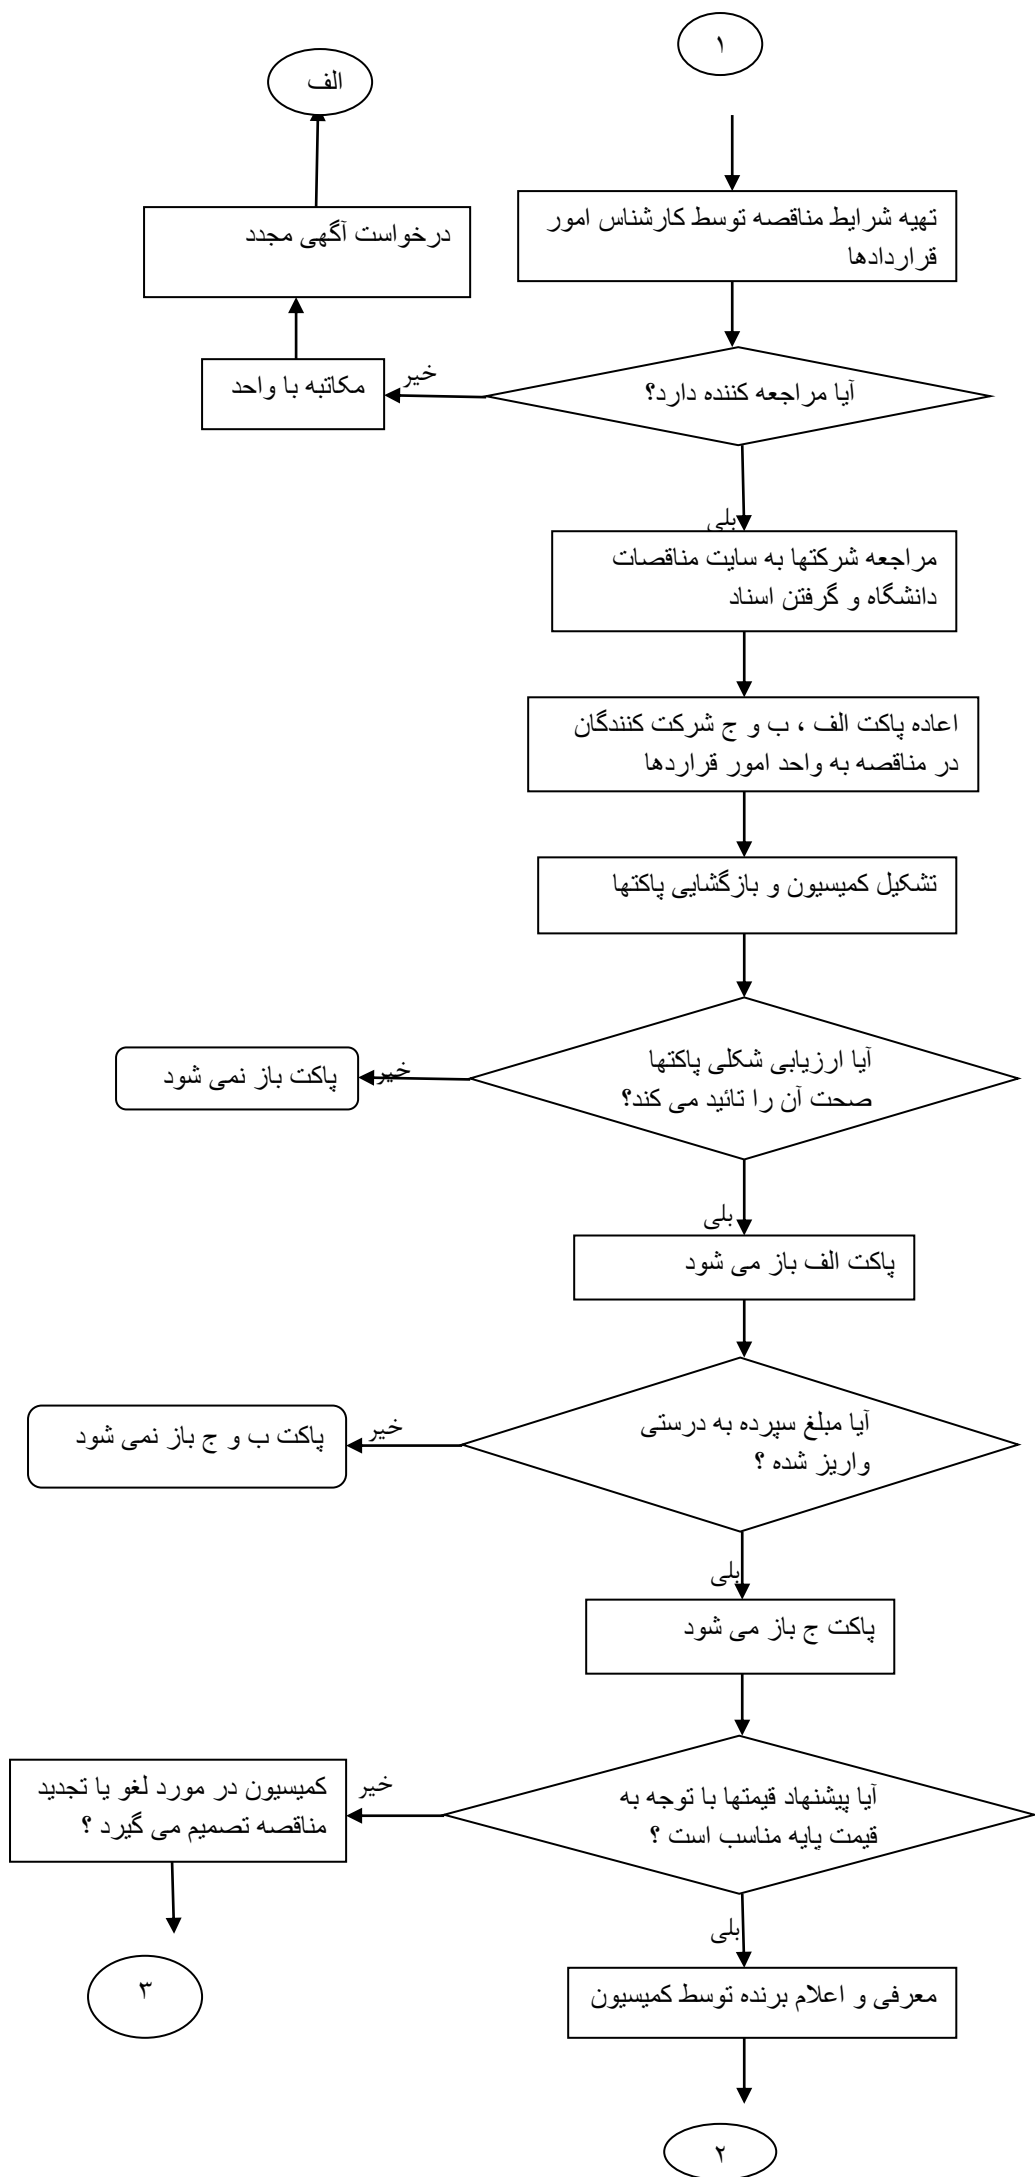 ۱
الف
تهیه شرایط مناقصه توسط کارشناس امور
قراردادها
درخواست آگهی مجدد
آیا مراجعه کننده دارد؟
خیر
مکاتبه با واحد
بلی
مراجعه شرکتها به سایت مناقصات
دانشگاه و گرفتن اسناد
اعاده پاکت الف ، ب و ج شرکت کنندگان
در مناقصه به واحد امور قراردها
تشکیل کمیسیون و بازگشایی پاکتها
آیا ارزیابی شکلی پاکتها
صحت آن را تائید می کند؟
خیر
پاکت باز نمی شود
بلی
پاکت الف باز می شود
آیا مبلغ سپرده به درستی
واریز شده ؟
خیر
پاکت ب و ج باز نمی شود
بلی
پاکت ج باز می شود
آیا پیشنهاد قیمتها با توجه به
قیمت پایه مناسب است ؟
خیر
کمیسیون در مورد لغو یا تجدید
مناقصه تصمیم می گیرد ؟
بلی
معرفی و اعلام برنده توسط کمیسیون
۳
۲